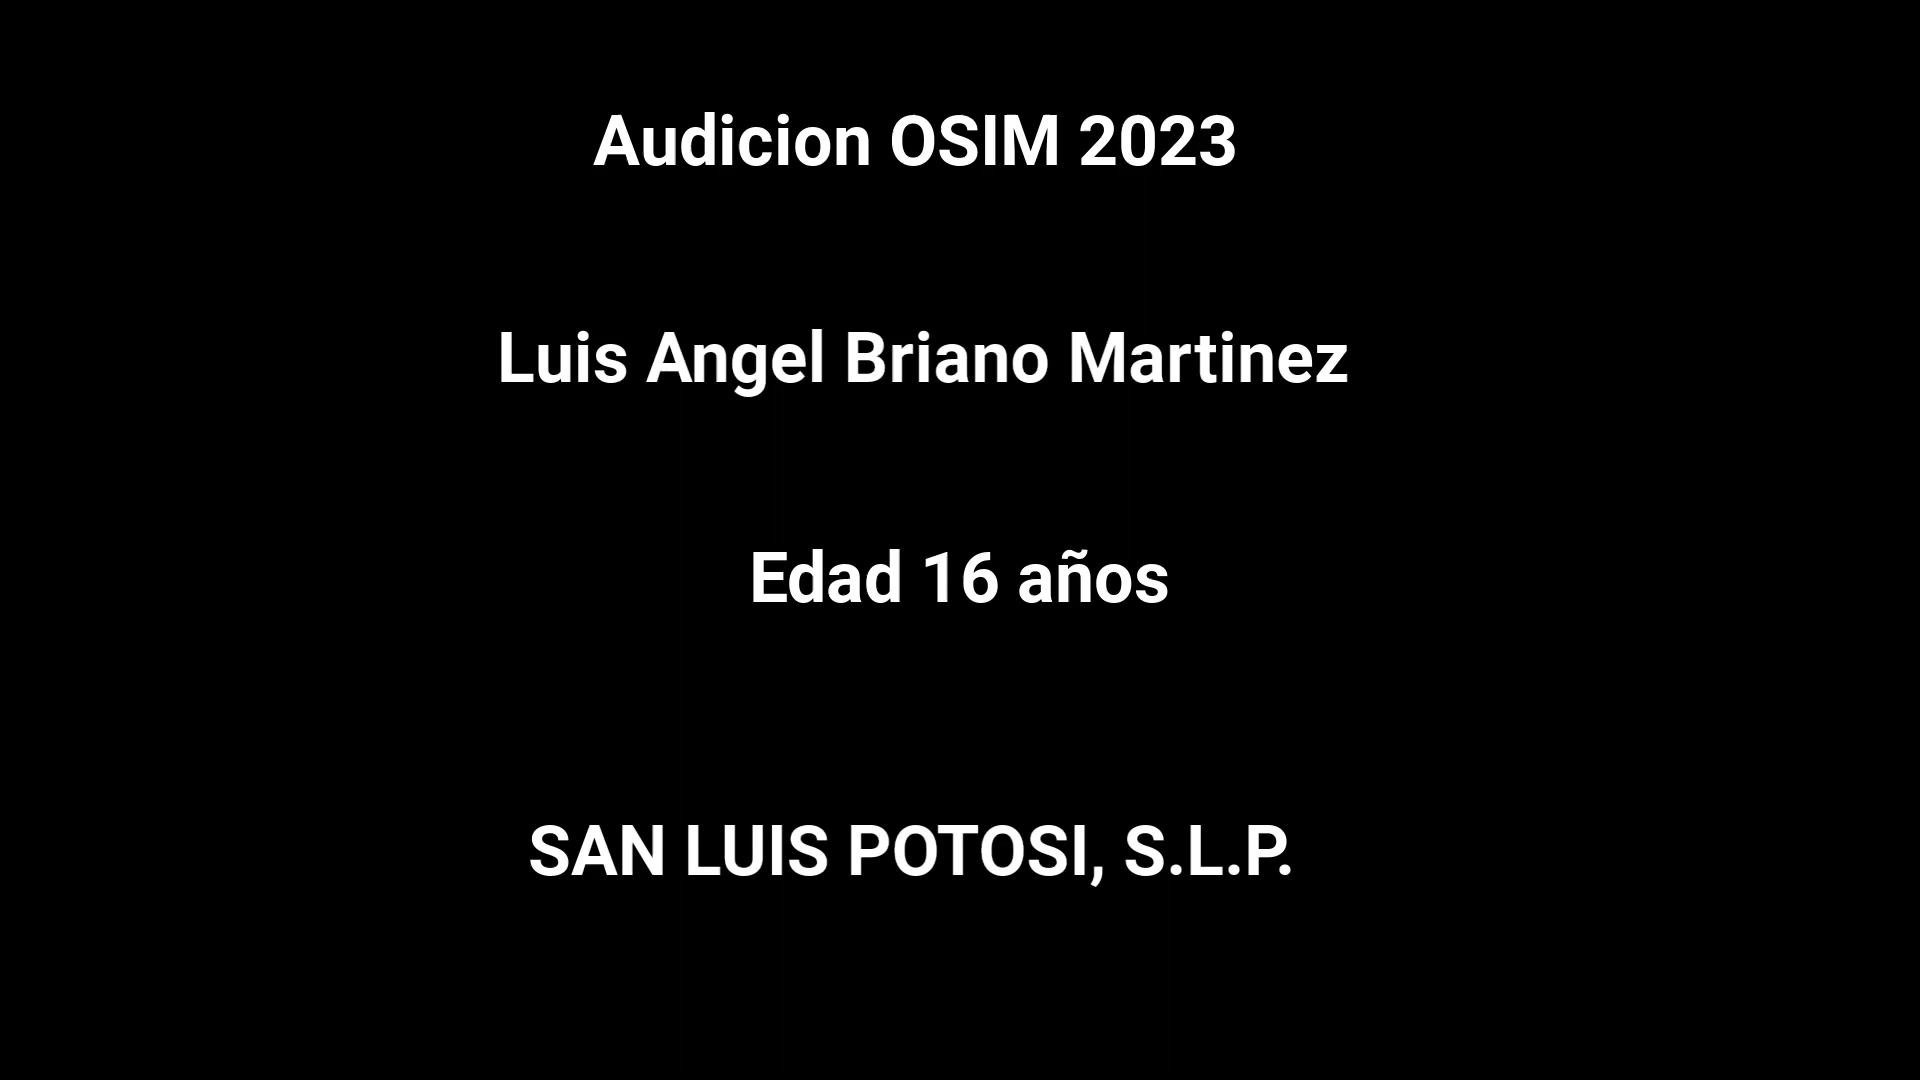 Audicion OSIM 2023
Luis Angel Briano Martinez
Edad 16 años
SAN LUIS POTOSI, S.L.P.